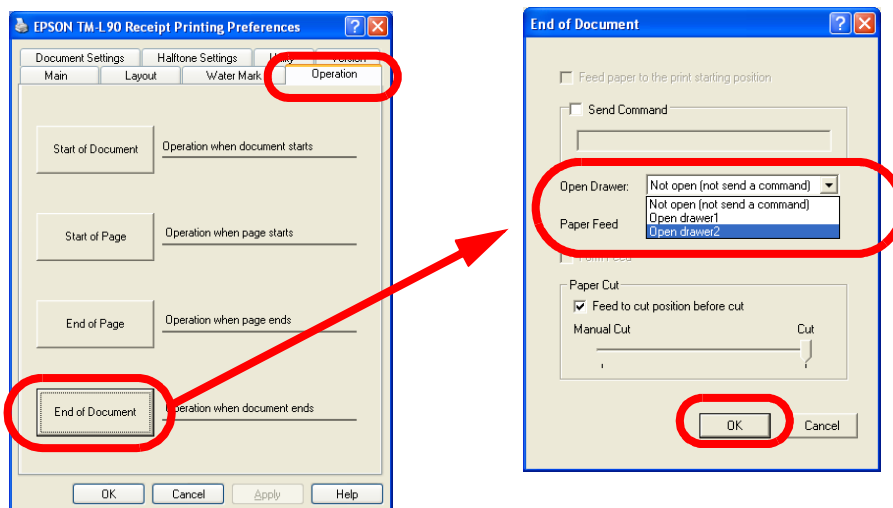 EPSON TM-L90 Receipt Printing Preferences
Document Settings Halftone Settings Utility Version
Main Layout Water Mark Operation
Start of Document Operation when document starts
Start of Page Operation when page starts
End of Page Operation when page ends
End of Document Operation when document ends
OK Cancel Apply Help
End of Document
Feed paper to the print starting position
Send Command
Open Drawer: Not open (not send a command)
Not open (not send a command)
Open drawer1
Paper Feed
Open drawer2
Form Feed
Paper Cut
Feed to cut position before cut
Manual Cut Cut
OK Cancel